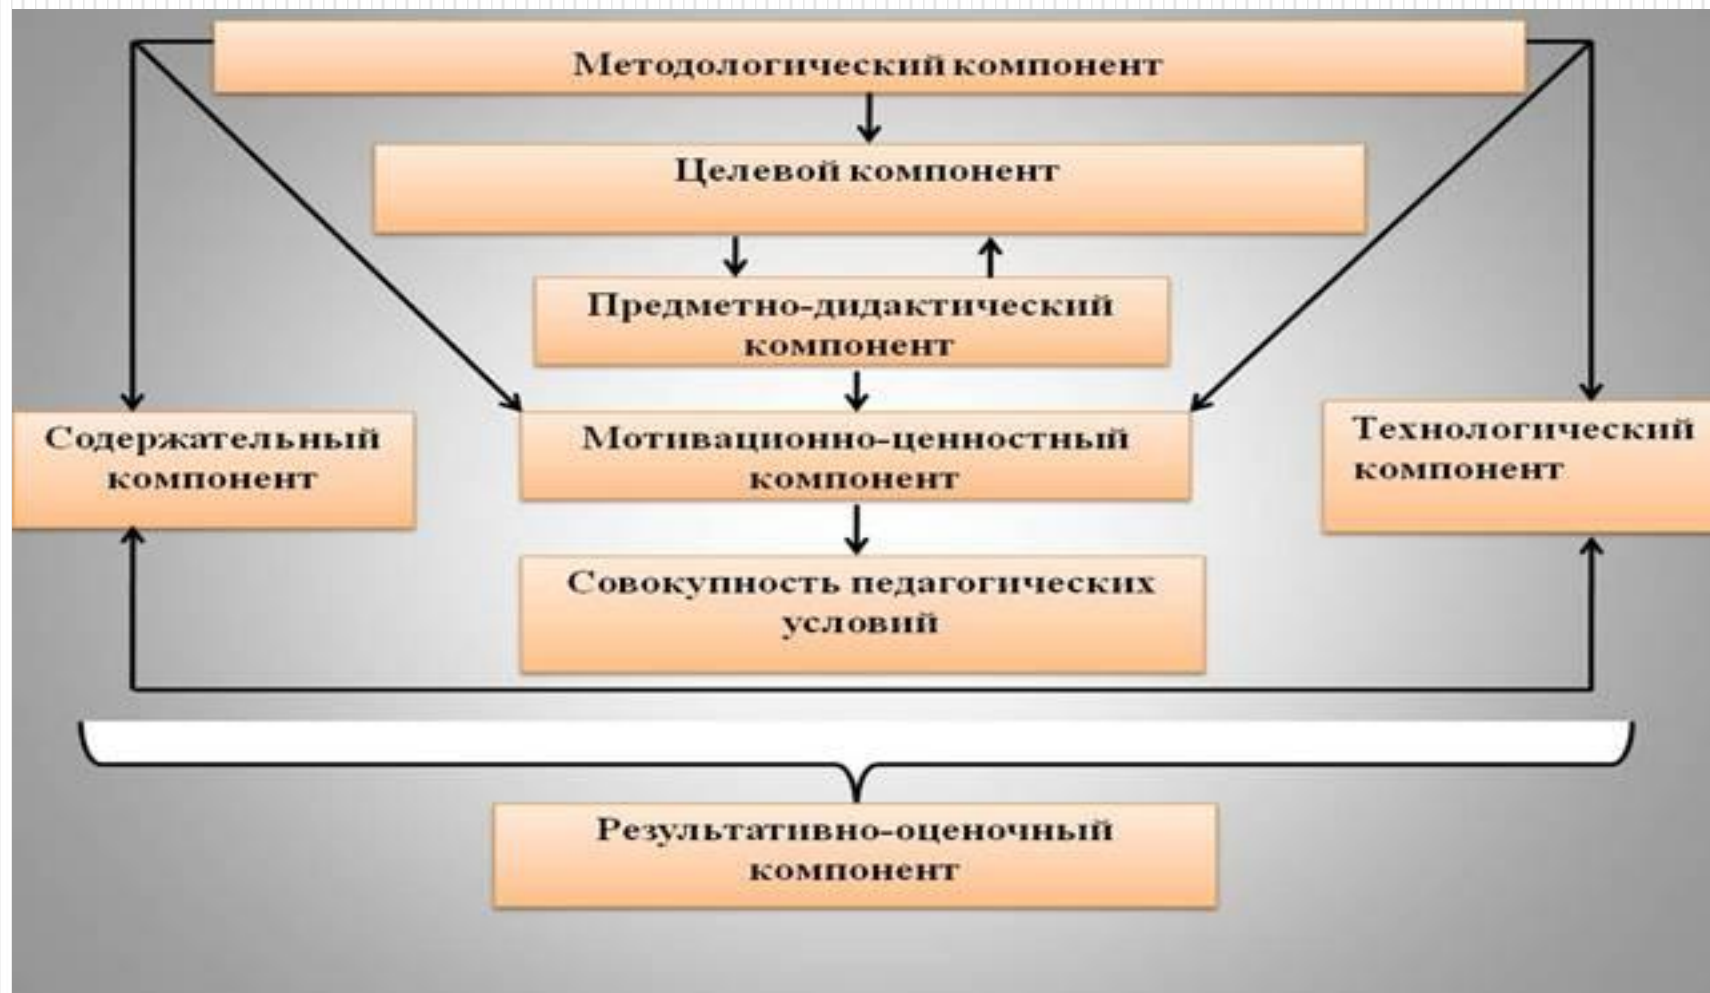 Методологический компонент
Целевой компонент
Предметно-дидактический
компонент
Содержательный
компонент
Мотивационно-ценностный
компонент
Технологический
компонент
Совокупность педагогических
условий
Результативно-оценочный
компонент